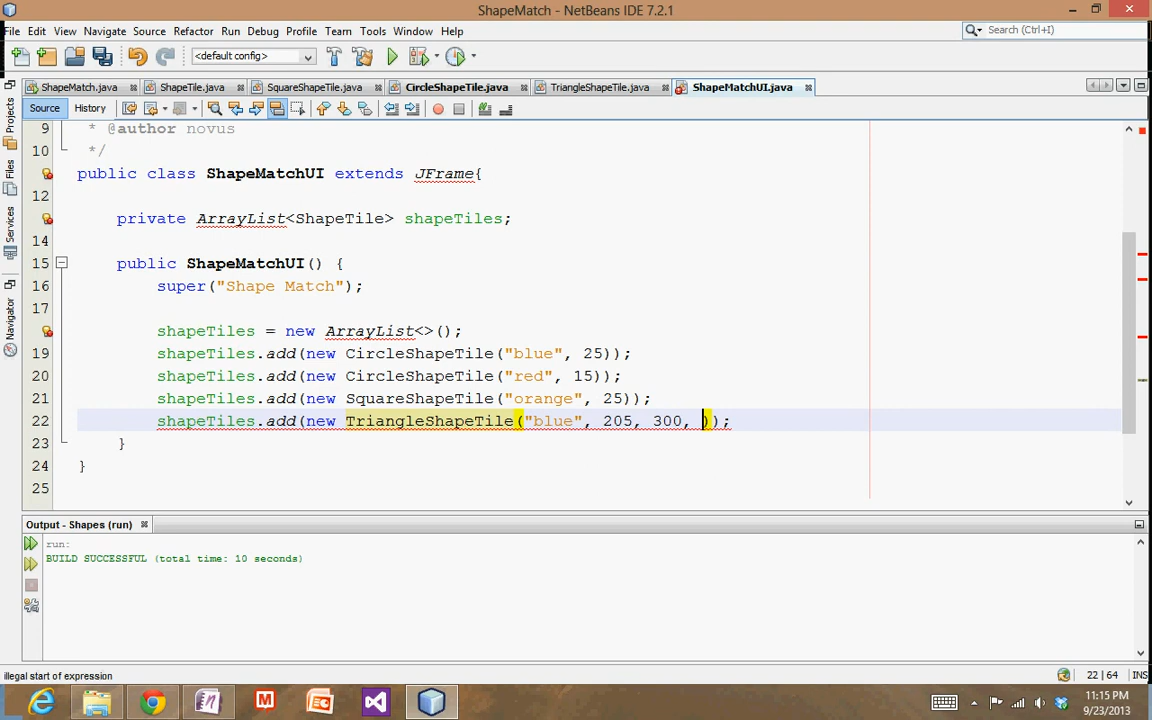 ShapeMatch - NetBeans IDE 7.2.1
File Edit View Navigate Source Refactor Run Debug Profile Team Tools Window Help
Search (Ctrl+I)
<default config>
ShapeMatch.java ShapeTile.java SquareShapeTile.java CircleShapeTile.java TriangleShapeTile.java ShapeMatchUI.java
Source History
Projects
Files
Services
Navigator
9 * @author novus
10 */
public class ShapeMatchUI extends JFrame{
12
private ArrayList<ShapeTile> shapeTiles;
14
15 public ShapeMatchUI() {
16 super("Shape Match");
17
shapeTiles = new ArrayList<>();
19 shapeTiles.add(new CircleShapeTile("blue", 25));
20 shapeTiles.add(new CircleShapeTile("red", 15));
21 shapeTiles.add(new SquareShapeTile("orange", 25));
22 shapeTiles.add(new TriangleShapeTile("blue", 205, 300, ));
23 }
24 }
25
Output - Shapes (run)
run:
BUILD SUCCESSFUL (total time: 10 seconds)
illegal start of expression
22 | 64 INS
11:15 PM
9/23/2013